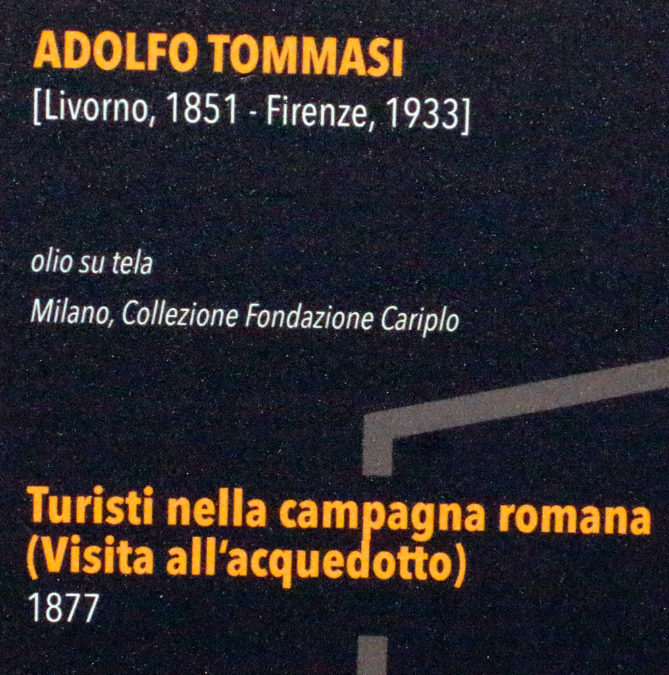 ADOLFO TOMMASI
[Livorno, 1851 - Firenze, 1933]
olio su tela
Milano, Collezione Fondazione Cariplo
Turisti nella campagna romana
(Visita all'acquedotto)
1877